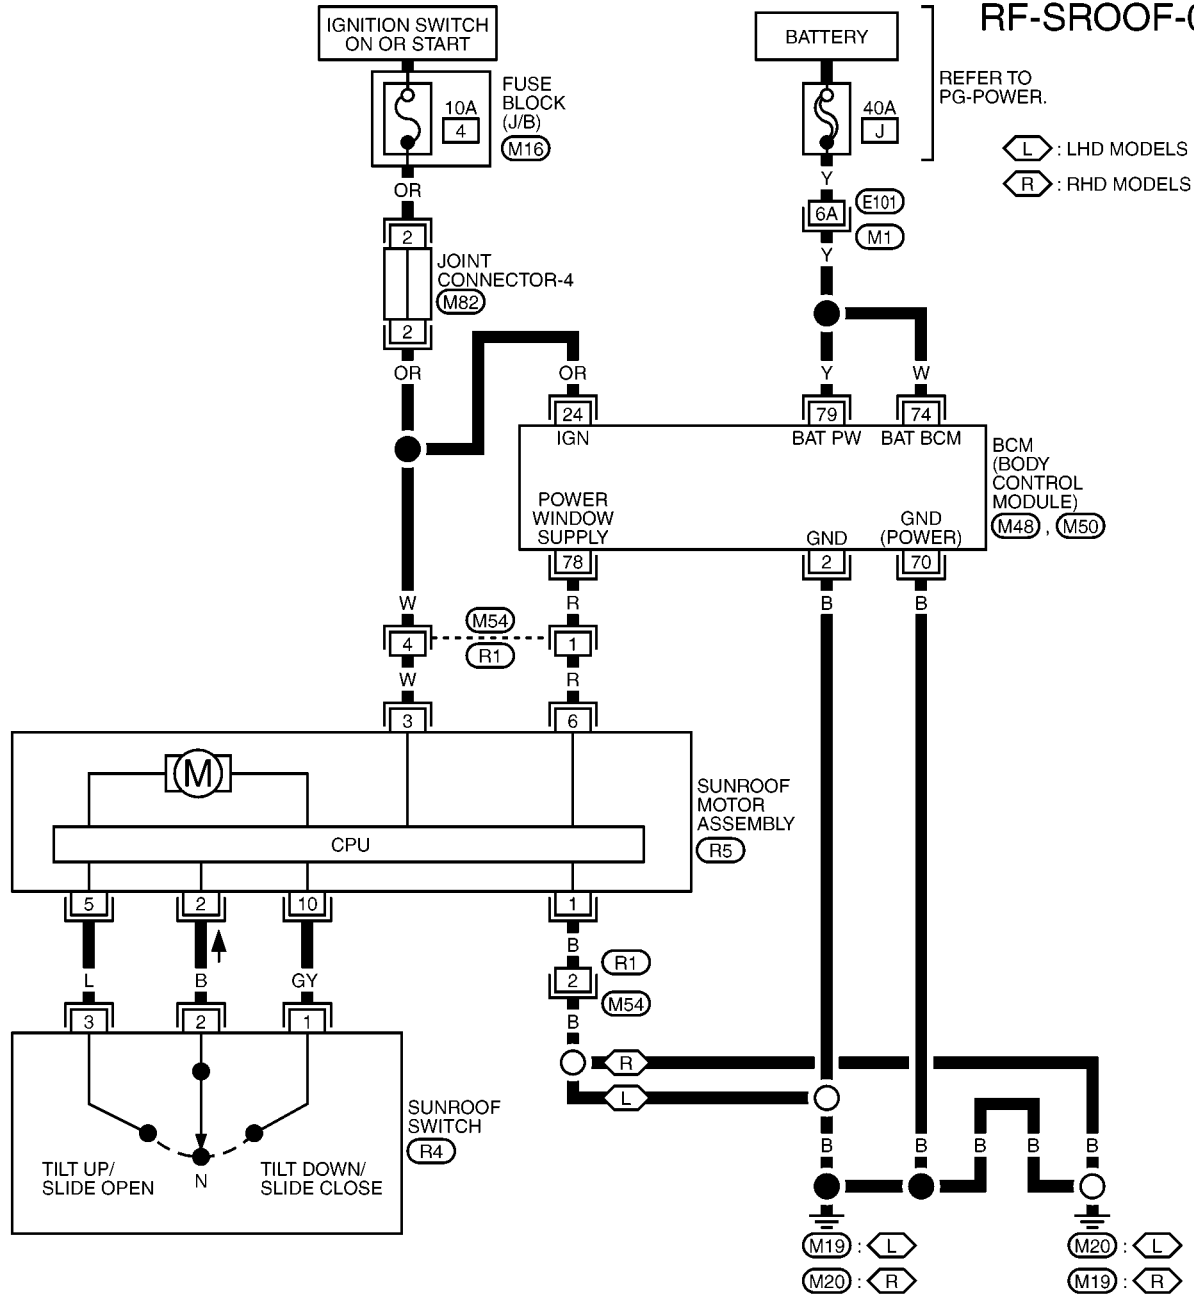 RF-SROOF-
IGNITION SWITCH
ON OR START
BATTERY
REFER TO
PG-POWER.
10A
4
FUSE
BLOCK
(J/B)
M16
40A
J
L : LHD MODELS
R : RHD MODELS
OR
Y
6A
E101
M1
Y
2
JOINT
CONNECTOR-4
M82
2
OR
OR
Y
W
24
79
74
IGN
BAT PW
BAT BCM
BCM
(BODY
CONTROL
MODULE)
M48 , M50
POWER
WINDOW
SUPPLY
GND
GND
(POWER)
78
2
70
W
R
B
B
M54
4
1
R1
W
R
3
6
M
SUNROOF
MOTOR
ASSEMBLY
R5
CPU
5
2
10
1
B
R1
L
B
GY
2
M54
3
2
1
B
R
L
SUNROOF
SWITCH
R4
TILT UP/
SLIDE OPEN
N
TILT DOWN/
SLIDE CLOSE
B
B
B
B
B
M19 : L
M20 : L
M20 : R
M19 : R